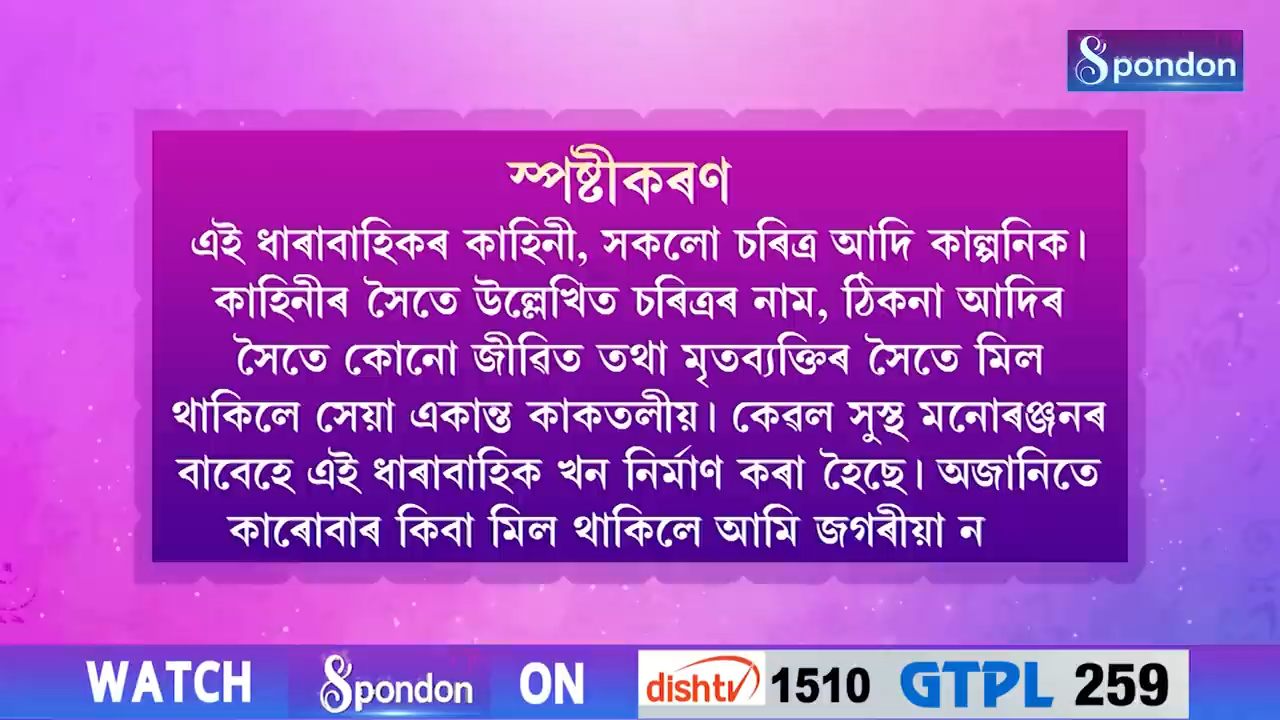 Spondon
স্পষ্টীকৰণ
এই ধাৰাবাহিকৰ কাহিনী, সকলো চৰিত্ৰ আদি কাল্পনিক।
কাহিনীৰ সৈতে উল্লেখিত চৰিত্ৰৰ নাম, ঠিকনা আদিৰ
সৈতে কোনো জীৱিত তথা মৃতব্যক্তিৰ সৈতে মিল
থাকিলে সেয়া একান্ত কাকতলীয়। কেৱল সুস্থ মনোৰঞ্জনৰ
বাবেহে এই ধাৰাবাহিক খন নিৰ্মাণ কৰা হৈছে। অজানিতে
কাৰোবাৰ কিবা মিল থাকিলে আমি জগৰীয়া ন
WATCH Spondon ON dishtv 1510 GTPL 259